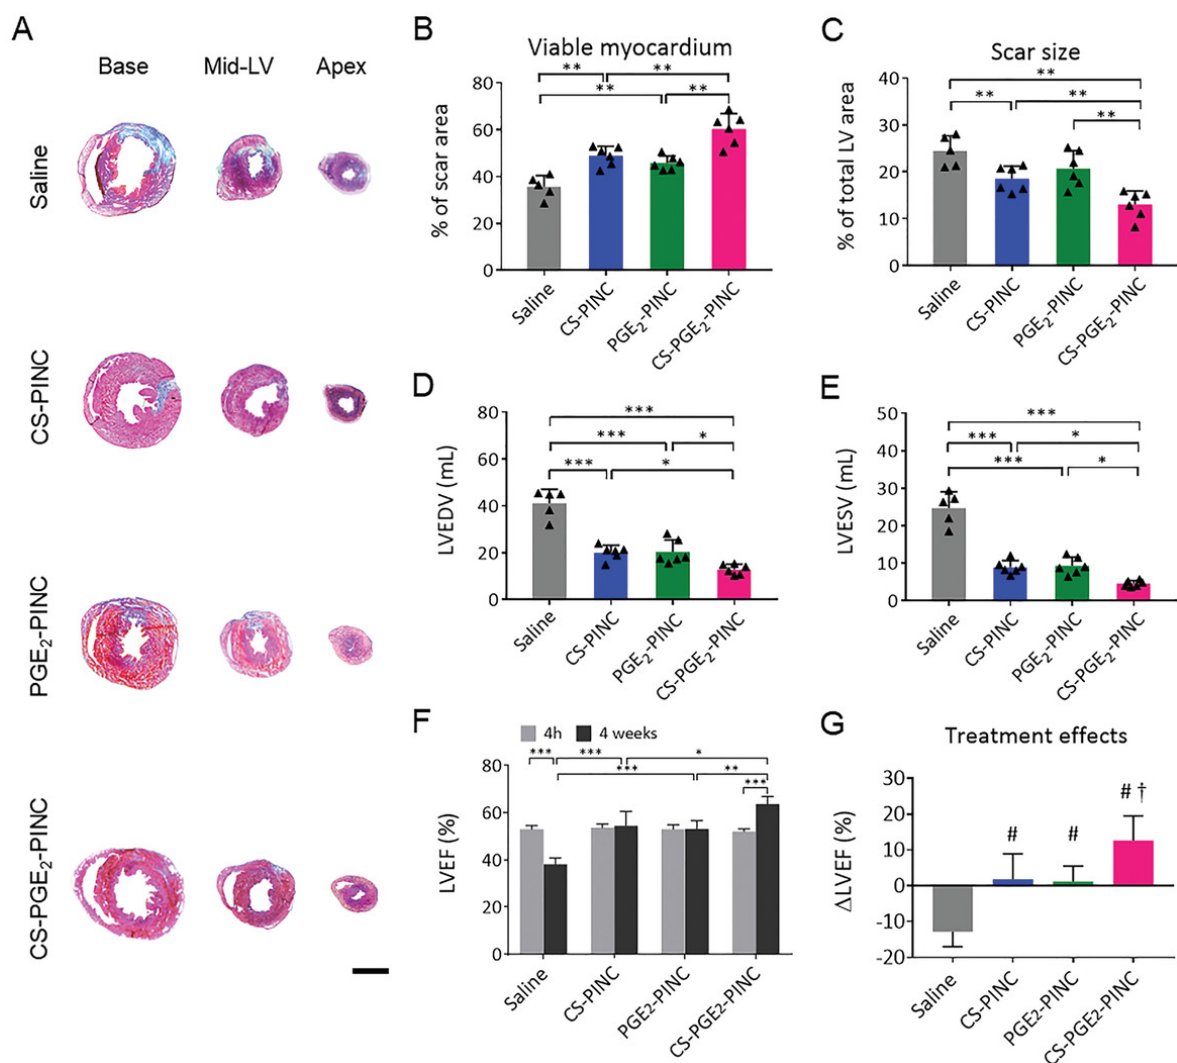 A
Base
Mid-LV
Apex
Saline
CS-PINC
PGE₂-PINC
CS-PGE₂-PINC
B
Viable myocardium
% of scar area
80
60
40
20
0
** **
** **
Saline
CS-PINC
PGE₂-PINC
CS-PGE₂-PINC
C
Scar size
% of total LV area
40
30
20
10
0
**
** **
**
Saline
CS-PINC
PGE₂-PINC
CS-PGE₂-PINC
D
LVEDV (mL)
80
60
40
20
0
***
*** *
*** *
Saline
CS-PINC
PGE₂-PINC
CS-PGE₂-PINC
E
LVESV (mL)
50
40
30
20
10
0
***
*** *
*** *
Saline
CS-PINC
PGE₂-PINC
CS-PGE₂-PINC
F
4h
4 weeks
LVEF (%)
80
60
40
20
0
*** *** *
*** **
***
Saline
CS-PINC
PGE₂-PINC
CS-PGE₂-PINC
G
Treatment effects
ΔLVEF (%)
30
20
10
0
-10
-20
#
#
# †
Saline
CS-PINC
PGE₂-PINC
CS-PGE₂-PINC